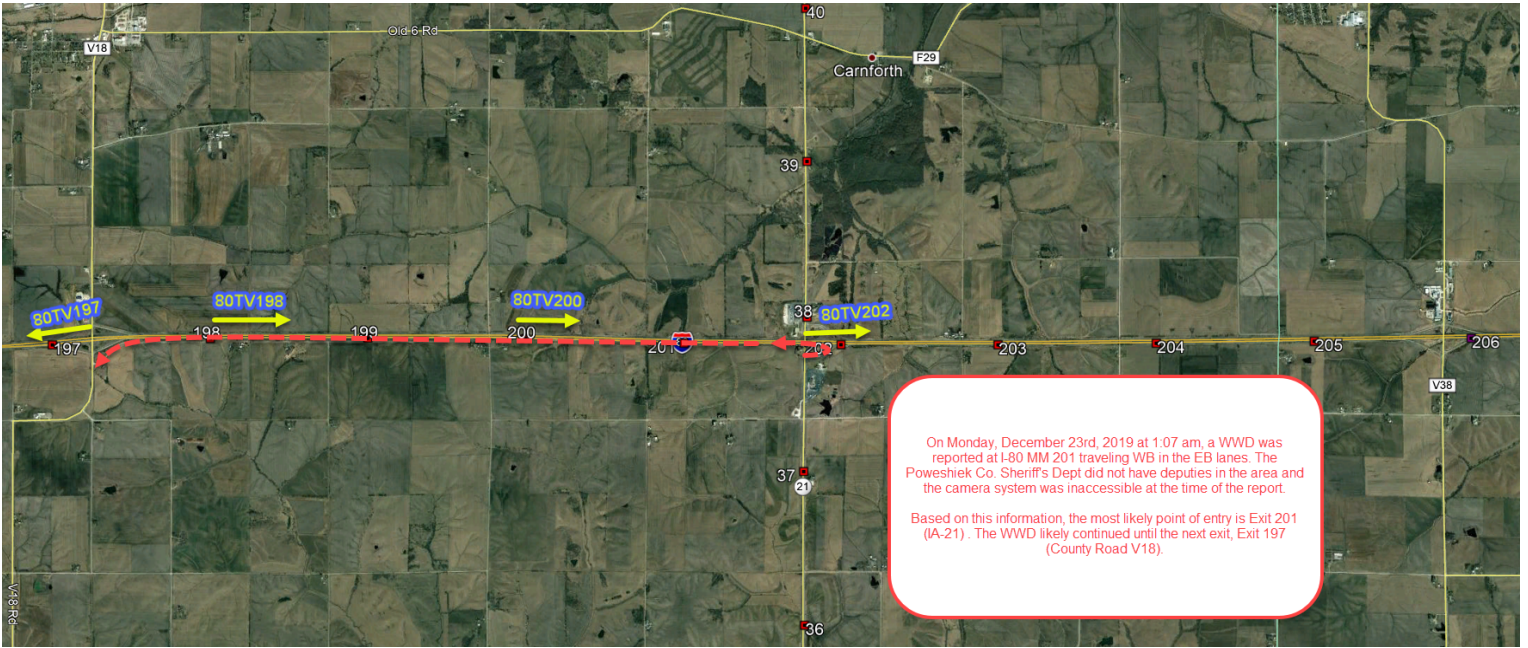 40
Old 6 Rd
V18
F29
Carnforth
39
38
80TV197
80TV198
80TV200
80TV202
197
198
199
200
201
202
203
204
205
206
V38
37
21
On Monday, December 23rd, 2019 at 1:07 am, a WWD was
reported at I-80 MM 201 traveling WB in the EB lanes. The
Poweshiek Co. Sheriff's Dept did not have deputies in the area and
the camera system was inaccessible at the time of the report.
Based on this information, the most likely point of entry is Exit 201
(IA-21) . The WWD likely continued until the next exit, Exit 197
(County Road V18).
V18 Rd
36